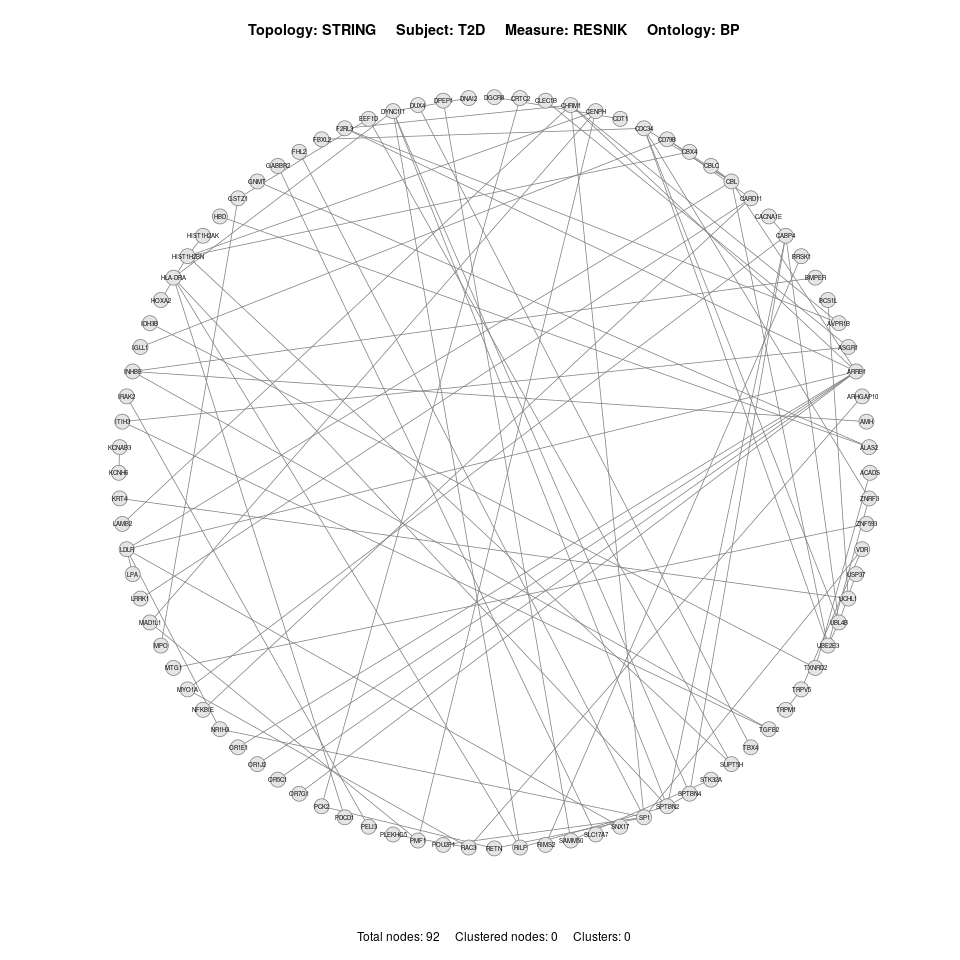 Topology: STRING Subject: T2D Measure: RESNIK Ontology: BP
DGCR8
CRTC2
CLEC1B
CHRM1
CENPH
CDT1
CDC34
CD79B
CBX4
CBLC
CBL
CARD11
CACNA1E
CABP4
BRSK1
BMPER
BCS1L
AVPR1B
ASGR1
ARRB1
ARHGAP10
AMH
ALAS2
ACADS
ZNRF3
ZNF593
VDR
USP37
UCHL1
UBL4B
UBE2E3
TXNRD2
TRPV5
TRPM1
TGFB2
TBX4
SUPT5H
STK32A
SPTBN4
SPTBN2
SP1
SNX17
SLC17A7
SAMM50
RIMS2
RILP
RETN
RAC3
POU2F1
PMF1
PLEKHG5
PELI3
PDCD1
PCK2
OR7G1
OR5C1
OR1J2
OR1E1
NR1H3
NFKBIE
MYO1A
MTG1
MPO
MAD1L1
LRRK1
LPA
LDLR
LAMB2
KRT4
KCNH6
KCNAB3
ITIH3
IRAK2
INHBE
IGLL1
IDH3B
HOXA2
HLA-DRA
HIST1H2BN
HIST1H2AK
HBD
GSTZ1
GNMT
GABBR2
FHL2
FBXL2
F2RL3
EEF1D
DYNC1I1
DUX4
DPEP1
DNAI2
Total nodes: 92 Clustered nodes: 0 Clusters: 0